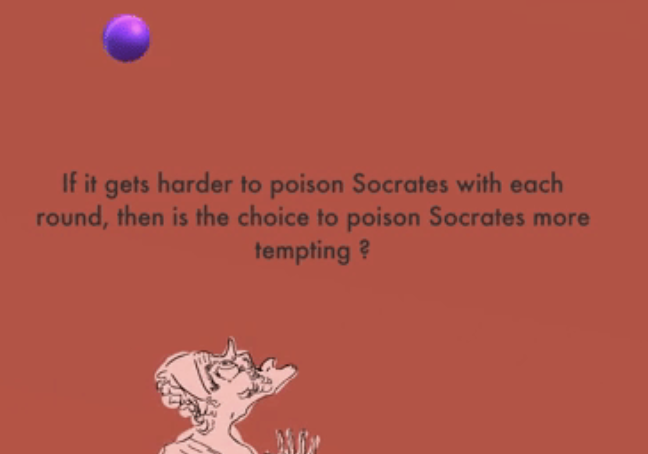 If it gets harder to poison Socrates with each
round, then is the choice to poison Socrates more
tempting ?